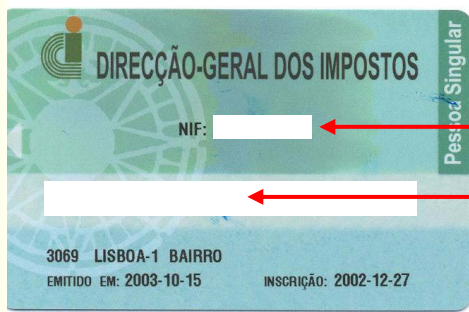 DIRECÇÃO-GERAL DOS IMPOSTOS
Pessoa Singular
NIF:
3069 LISBOA-1 BAIRRO
EMITIDO EM: 2003-10-15 INSCRIÇÃO: 2002-12-27